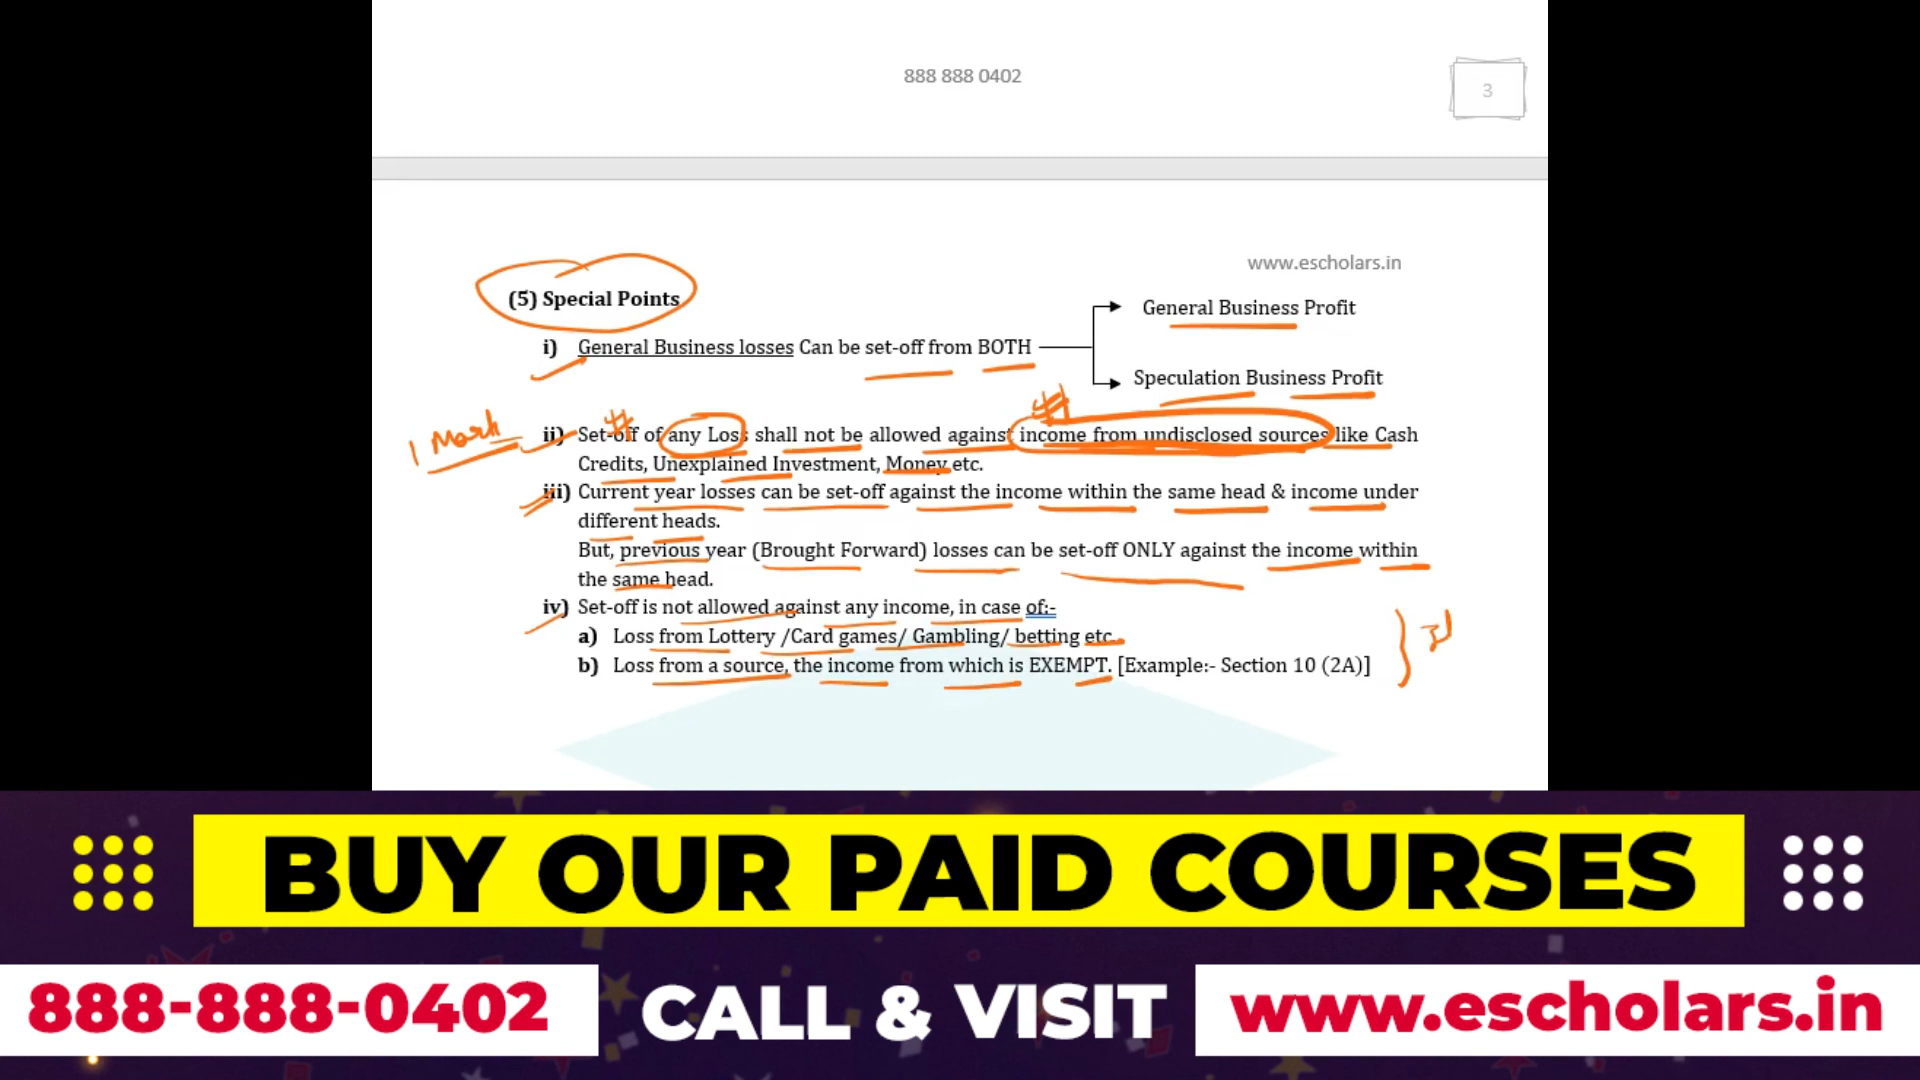 888 888 0402
3
www.escholars.in
(5) Special Points
General Business Profit
i) General Business losses Can be set-off from BOTH
Speculation Business Profit
1 Mark
ii) Set-off of any Loss shall not be allowed against income from undisclosed sources like Cash
Credits, Unexplained Investment, Money etc.
iii) Current year losses can be set-off against the income within the same head & income under
different heads.
But, previous year (Brought Forward) losses can be set-off ONLY against the income within
the same head.
iv) Set-off is not allowed against any income, in case of:-
a) Loss from Lottery /Card games/ Gambling/ betting etc.
b) Loss from a source, the income from which is EXEMPT. [Example:- Section 10 (2A)]
BUY OUR PAID COURSES
888-888-0402 CALL & VISIT www.escholars.in